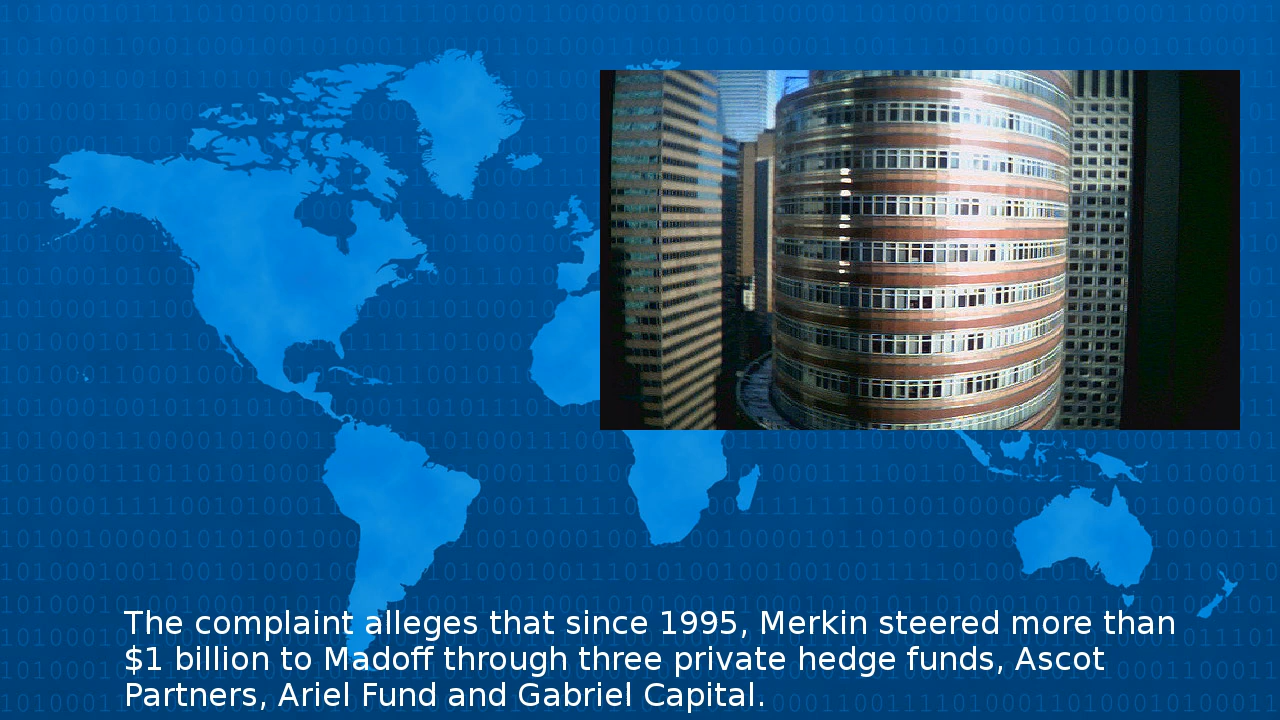 The complaint alleges that since 1995, Merkin steered more than
$1 billion to Madoff through three private hedge funds, Ascot
Partners, Ariel Fund and Gabriel Capital.